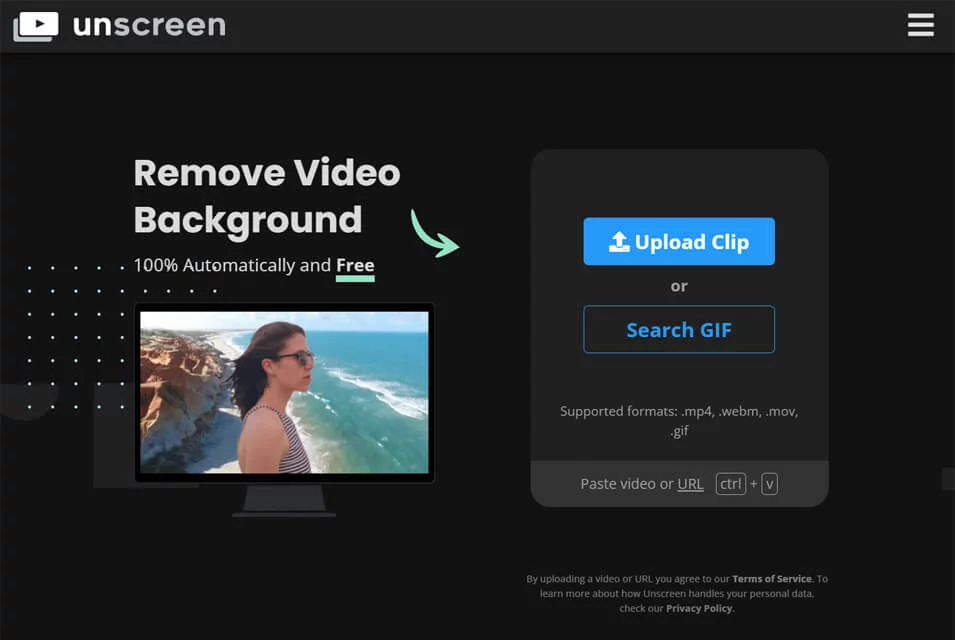 unscreen
Remove Video
Background
100% Automatically and Free
Upload Clip
or
Search GIF
Supported formats: .mp4, .webm, .mov,
.gif
Paste video or URL ctrl + v
By uploading a video or URL you agree to our Terms of Service. To
learn more about how Unscreen handles your personal data,
check our Privacy Policy.